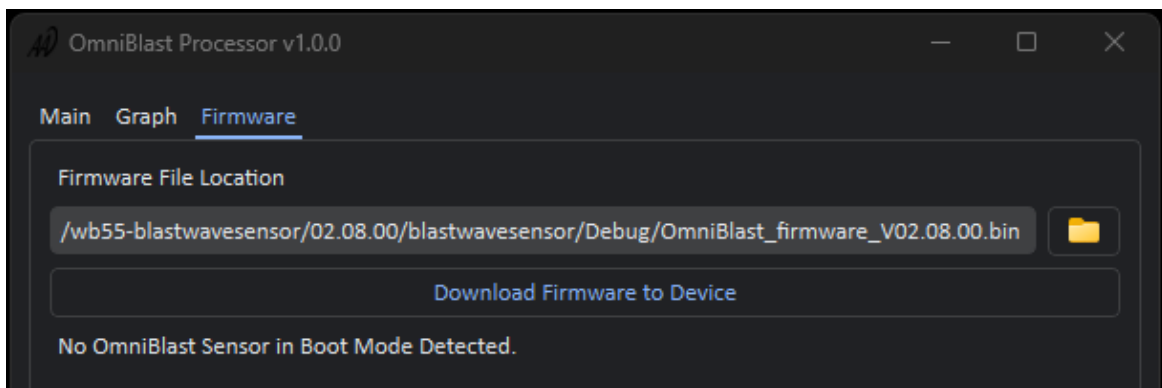 OmniBlast Processor v1.0.0
Main Graph Firmware
Firmware File Location
/wb55-blastwavesensor/02.08.00/blastwavesensor/Debug/OmniBlast_firmware_V02.08.00.bin
Download Firmware to Device
No OmniBlast Sensor in Boot Mode Detected.